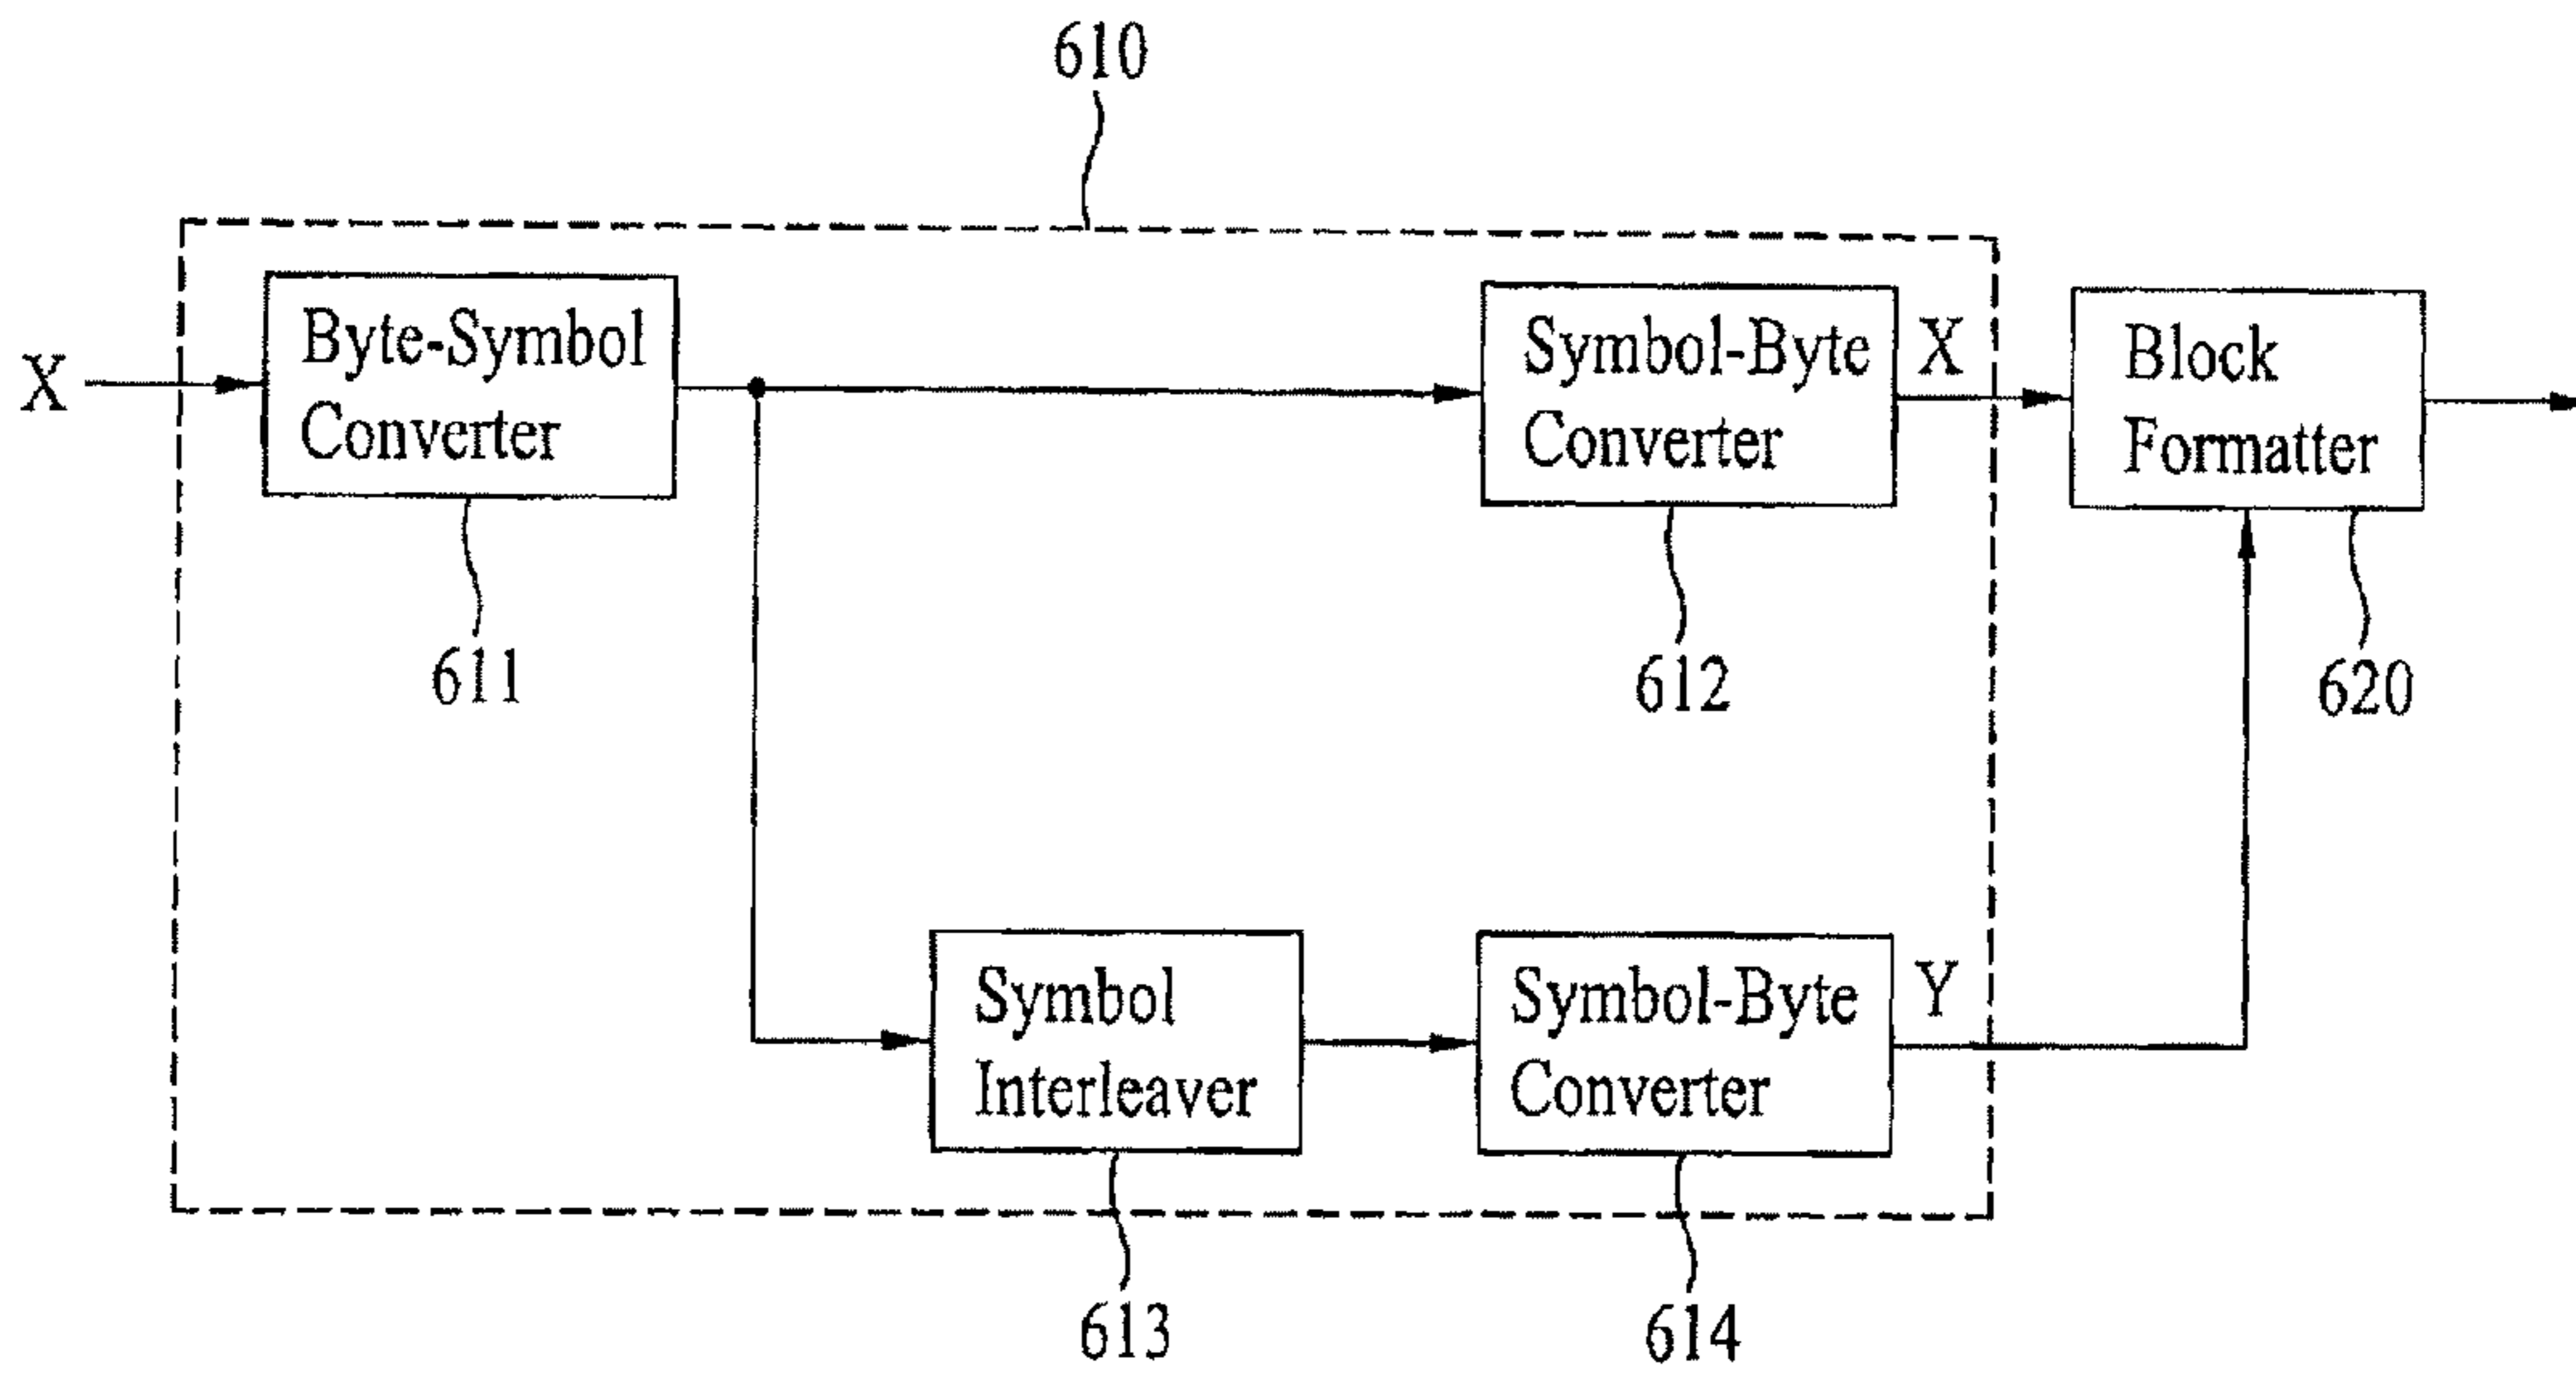 610
X
Byte-Symbol
Converter
611
Symbol-Byte
Converter
612
X
Block
Formatter
620
Symbol
Interleaver
613
Symbol-Byte
Converter
614
Y